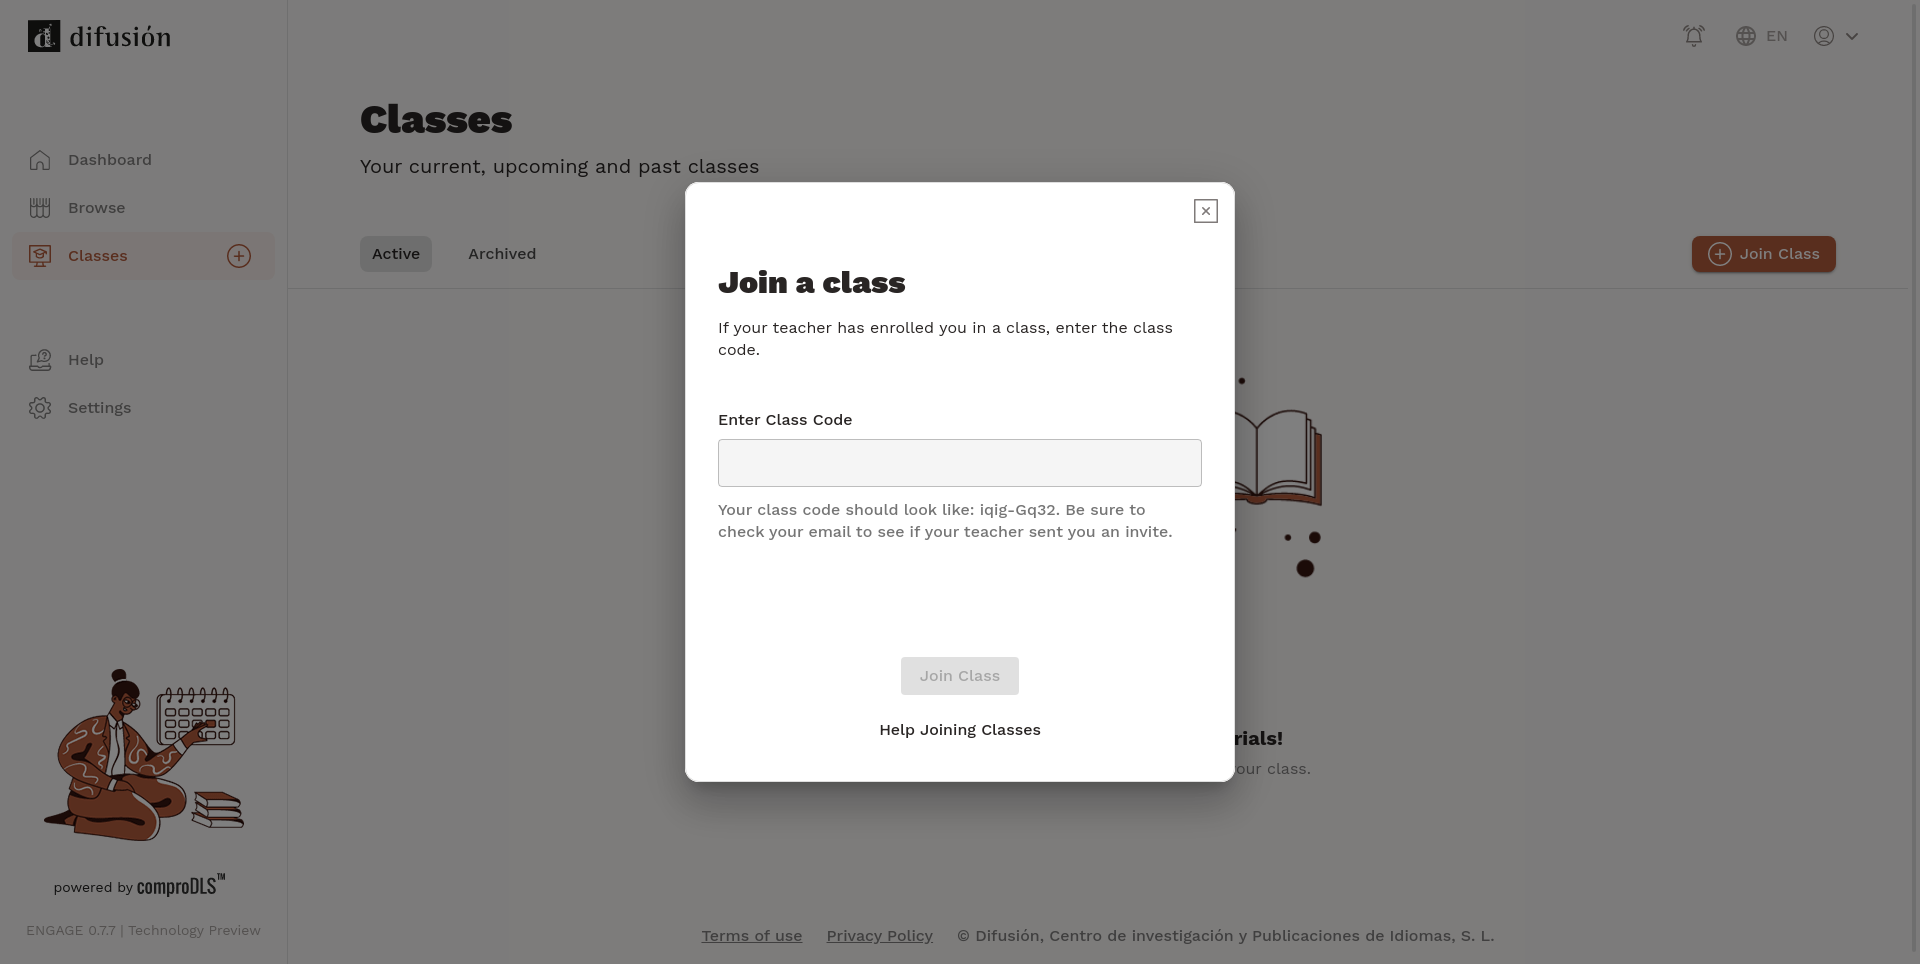 difusión
EN
Classes
Your current, upcoming and past classes
Dashboard
Browse
Classes
Active
Archived
Join Class
Help
Settings
Join a class
If your teacher has enrolled you in a class, enter the class
code.
Enter Class Code
Your class code should look like: iqig-Gq32. Be sure to
check your email to see if your teacher sent you an invite.
Join Class
Help Joining Classes
your class.
powered by comproDLS™
ENGAGE 0.7.7 | Technology Preview
Terms of use
Privacy Policy
© Difusión, Centro de investigación y Publicaciones de Idiomas, S. L.